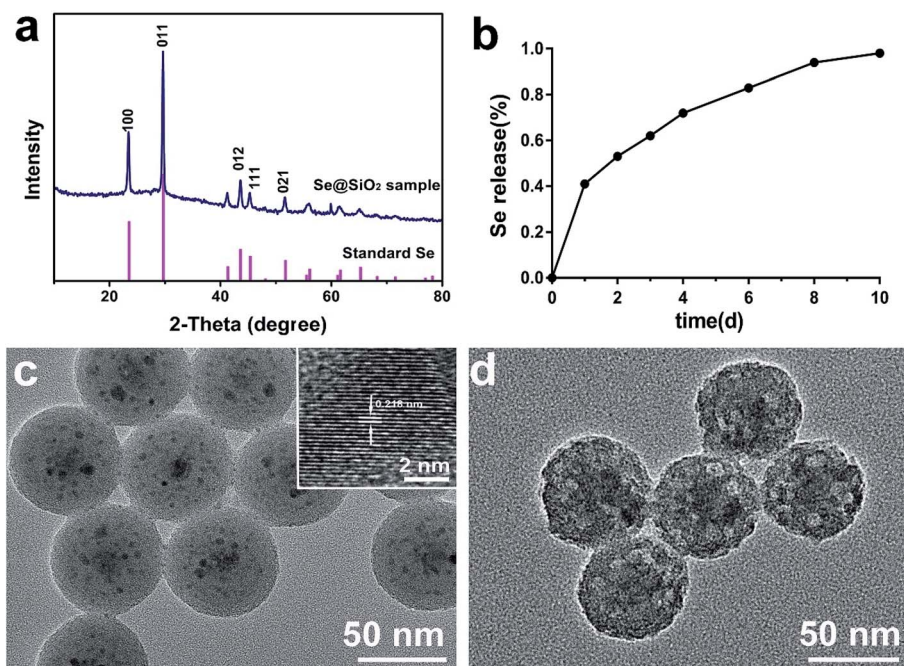 a
Intensity
100
011
012
111
021
Se@SiO₂ sample
Standard Se
20
40
60
80
2-Theta (degree)
b
Se release(%)
1.0
0.8
0.6
0.4
0.2
0.0
0
2
4
6
8
10
time(d)
c
0.218 nm
2 nm
50 nm
d
50 nm